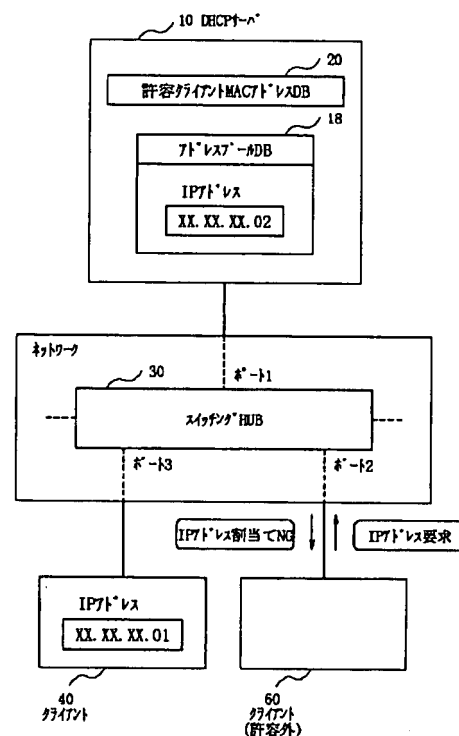 10 DHCPサーバ
20
許容クライアントMACアドレスDB
18
アドレスプールDB
IPアドレス
XX.XX.XX.02
ネットワーク
30
ポート1
スイッチングHUB
ポート3
ポート2
IPアドレス割当てNG
IPアドレス要求
IPアドレス
XX.XX.XX.01
40
クライアント
60
クライアント
(許容外)